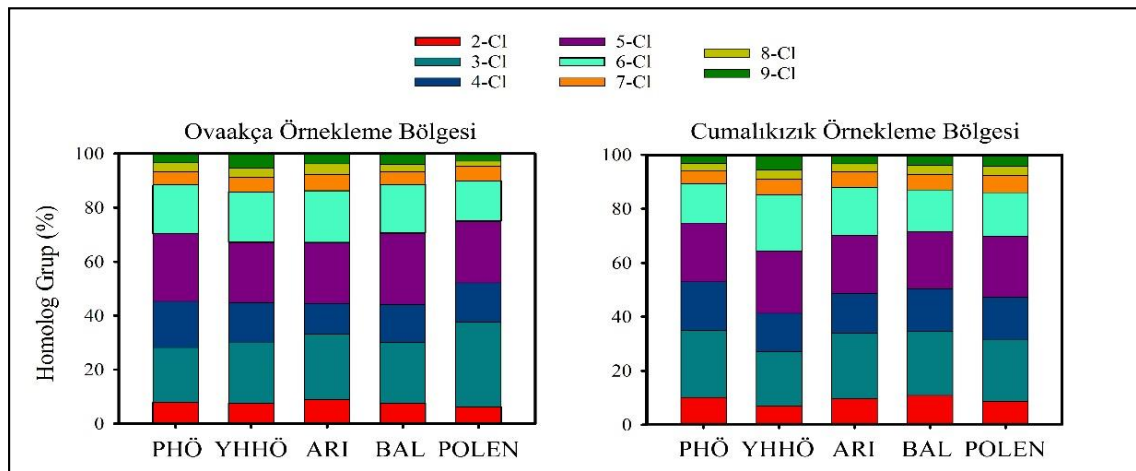 2-Cl 5-Cl 8-Cl
3-Cl 6-Cl 9-Cl
4-Cl 7-Cl
Ovaakça Örnekleme Bölgesi Cumalıkızık Örnekleme Bölgesi
Homolog Grup (%)
100 100
80 80
60 60
40 40
20 20
0 0
PHÖ YHHÖ ARI BAL POLEN PHÖ YHHÖ ARI BAL POLEN